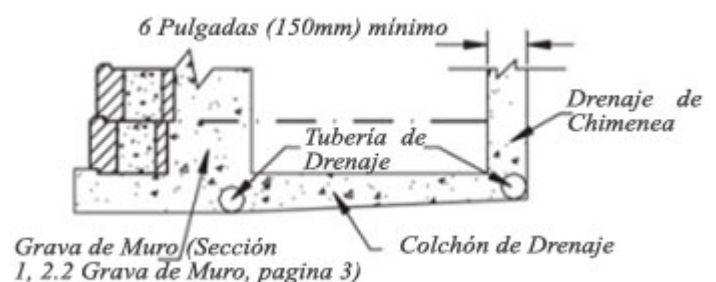 6 Pulgadas (150mm) mínimo
Drenaje de
Chimenea
Tubería de
Drenaje
Grava de Muro (Sección
1, 2.2 Grava de Muro, pagina 3)
Colchón de Drenaje